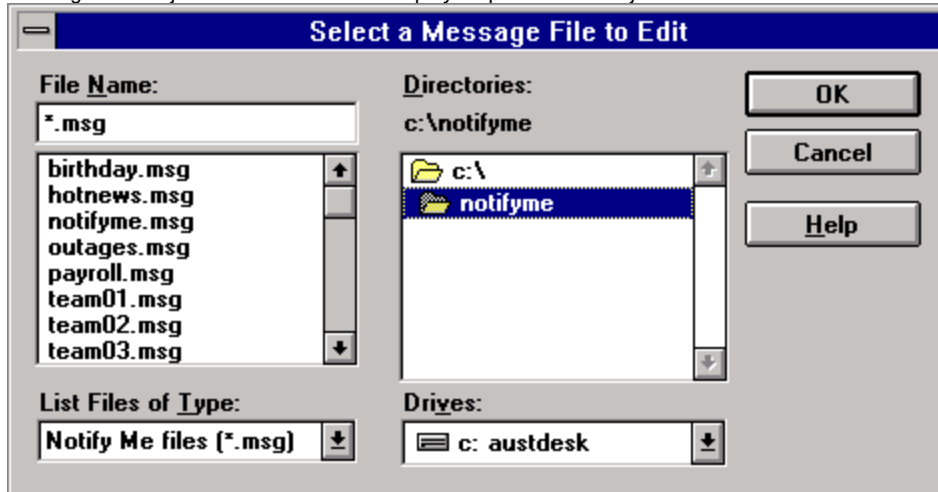 Select a Message File to Edit
File Name:
*.msg
birthday.msg
hotnews.msg
notifyme.msg
outages.msg
payroll.msg
team01.msg
team02.msg
team03.msg
List Files of Type:
Notify Me files (*.msg)
Directories:
c:\notifyme
c:\
notifyme
Drives:
c: austdesk
OK
Cancel
Help